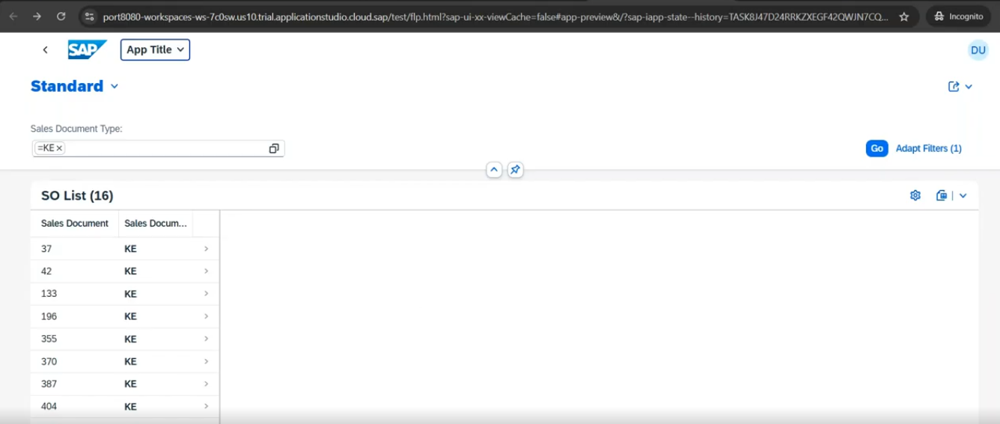 port8080-workspaces-ws-7c0sw.us10.trial.applicationstudio.cloud.sap/test/flp.html?sap-ui-xx-viewCache=false#app-preview&/?sap-iapp-state--history=TASK8J47D24RRKZXEGF42QWJN7CQ... Incognito
SAP App Title DU
Standard
Sales Document Type:
=KE Go Adapt Filters (1)
SO List (16)
Sales Document Sales Docum...
37 KE
42 KE
133 KE
196 KE
355 KE
370 KE
387 KE
404 KE